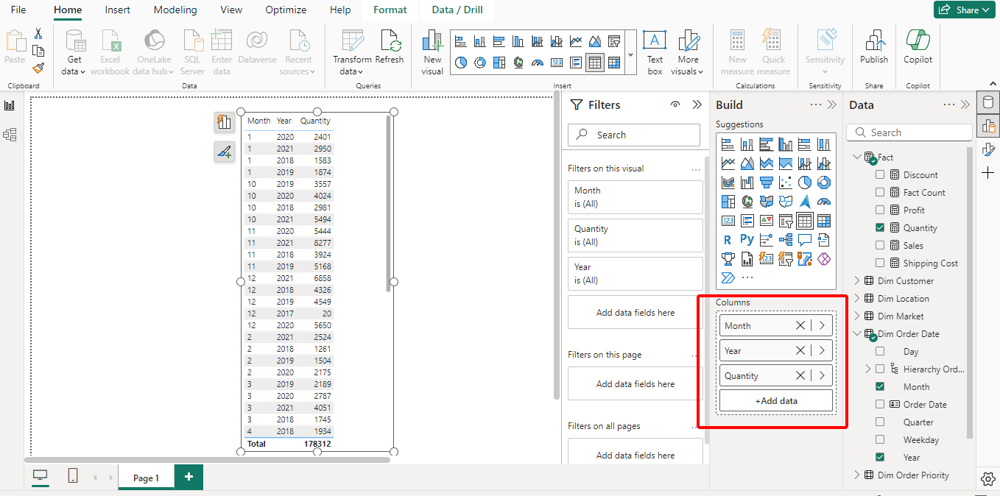 File Home Insert Modeling View Optimize Help Format Data / Drill Share
Paste Get data Excel workbook OneLake data hub SQL Server Enter data Dataverse Recent sources Transform data Refresh New visual 123 A Text box More visuals New measure Quick measure Sensitivity Publish Copilot
Clipboard Data Queries Insert Calculations Sensitivity Share Copilot
Month Year Quantity
1 2020 2401
1 2021 2950
1 2018 1583
1 2019 1874
10 2019 3557
10 2020 4024
10 2018 2981
10 2021 5494
11 2020 5444
11 2021 8277
11 2018 3924
11 2019 5168
12 2021 6858
12 2018 4326
12 2019 4549
12 2017 20
12 2020 5650
2 2021 2524
2 2018 1261
2 2019 1504
2 2020 2175
3 2019 2189
3 2020 2787
3 2021 4051
3 2018 1745
4 2018 1934
Total 178312
Page 1
Filters
Search
Filters on this visual
Month
is (All)
Quantity
is (All)
Year
is (All)
Add data fields here
Filters on this page
Add data fields here
Filters on all pages
Add data fields here
Build
Suggestions
123
R Py
123
Columns
Month
Year
Quantity
+Add data
Data
Search
Fact
Discount
Fact Count
Profit
Quantity
Sales
Shipping Cost
Dim Customer
Dim Location
Dim Market
Dim Order Date
Day
Hierarchy Ord...
Month
Order Date
Quarter
Weekday
Year
Dim Order Priority